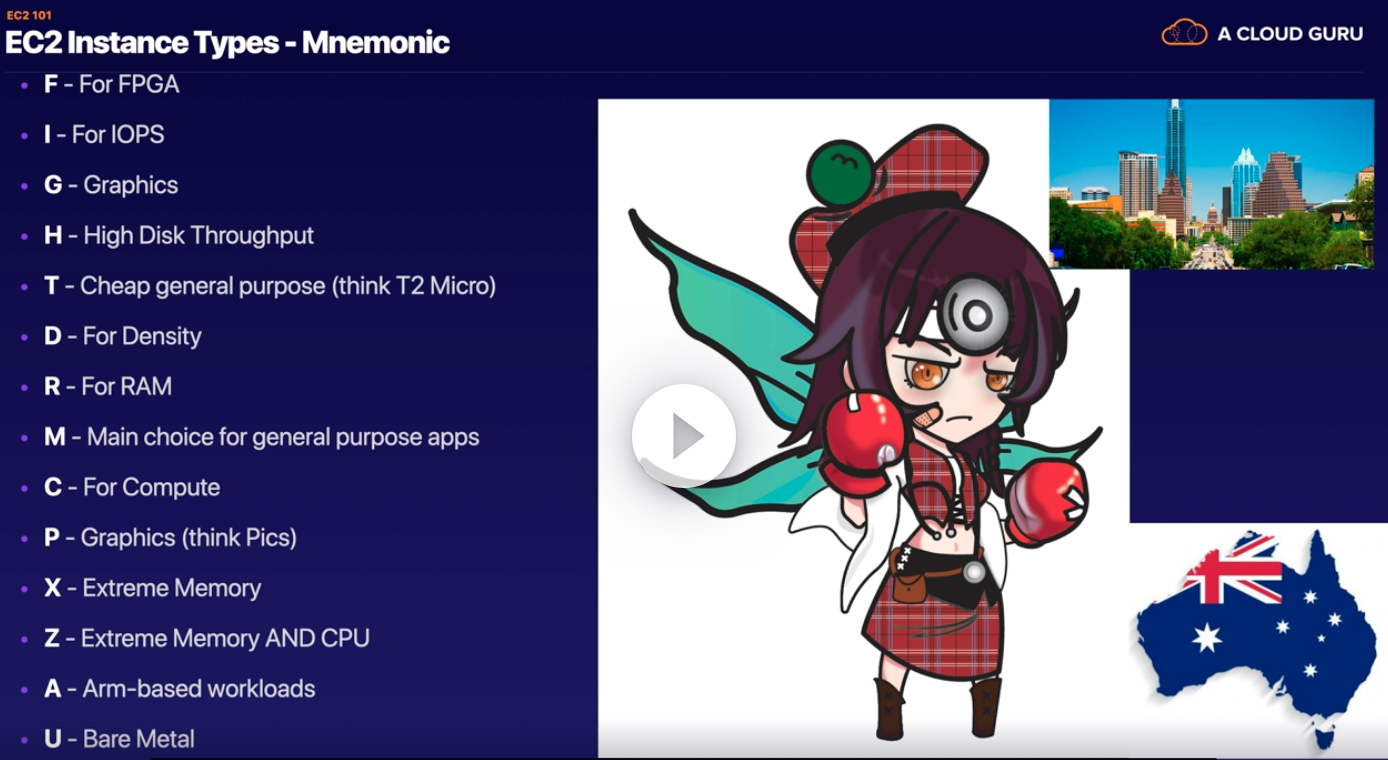 EC2 101
EC2 Instance Types - Mnemonic
A CLOUD GURU
F - For FPGA
I - For IOPS
G - Graphics
H - High Disk Throughput
T - Cheap general purpose (think T2 Micro)
D - For Density
R - For RAM
M - Main choice for general purpose apps
C - For Compute
P - Graphics (think Pics)
X - Extreme Memory
Z - Extreme Memory AND CPU
A - Arm-based workloads
U - Bare Metal